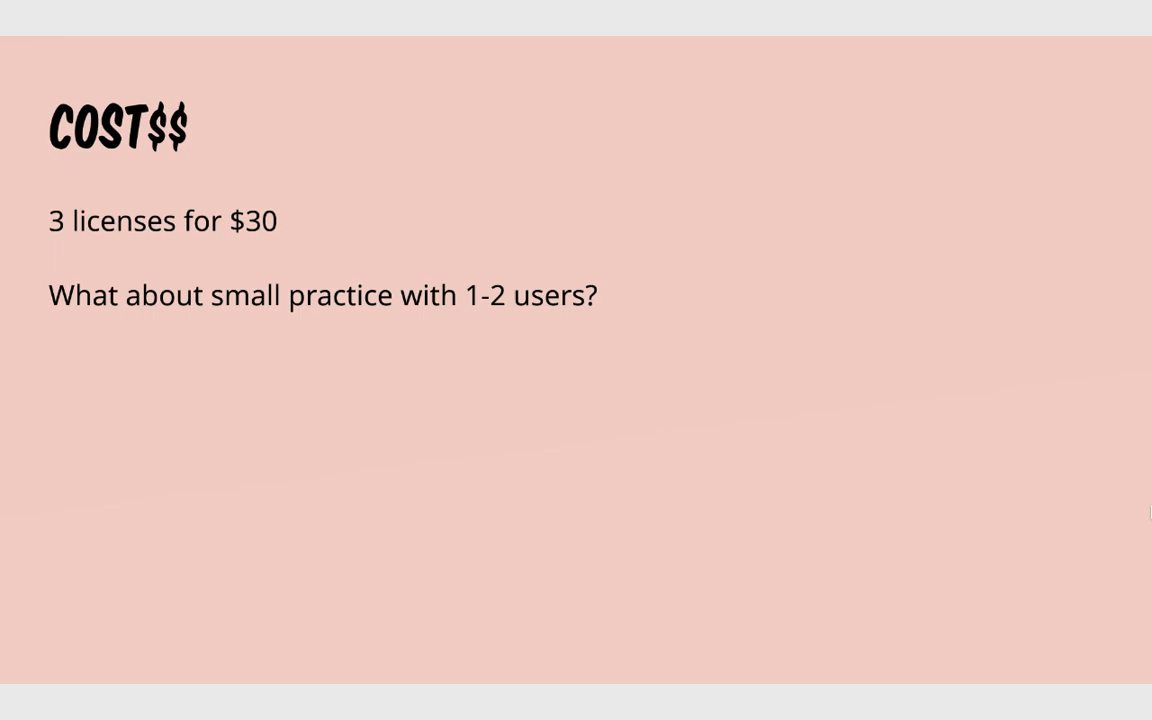 COST$$
3 licenses for $30
What about small practice with 1-2 users?